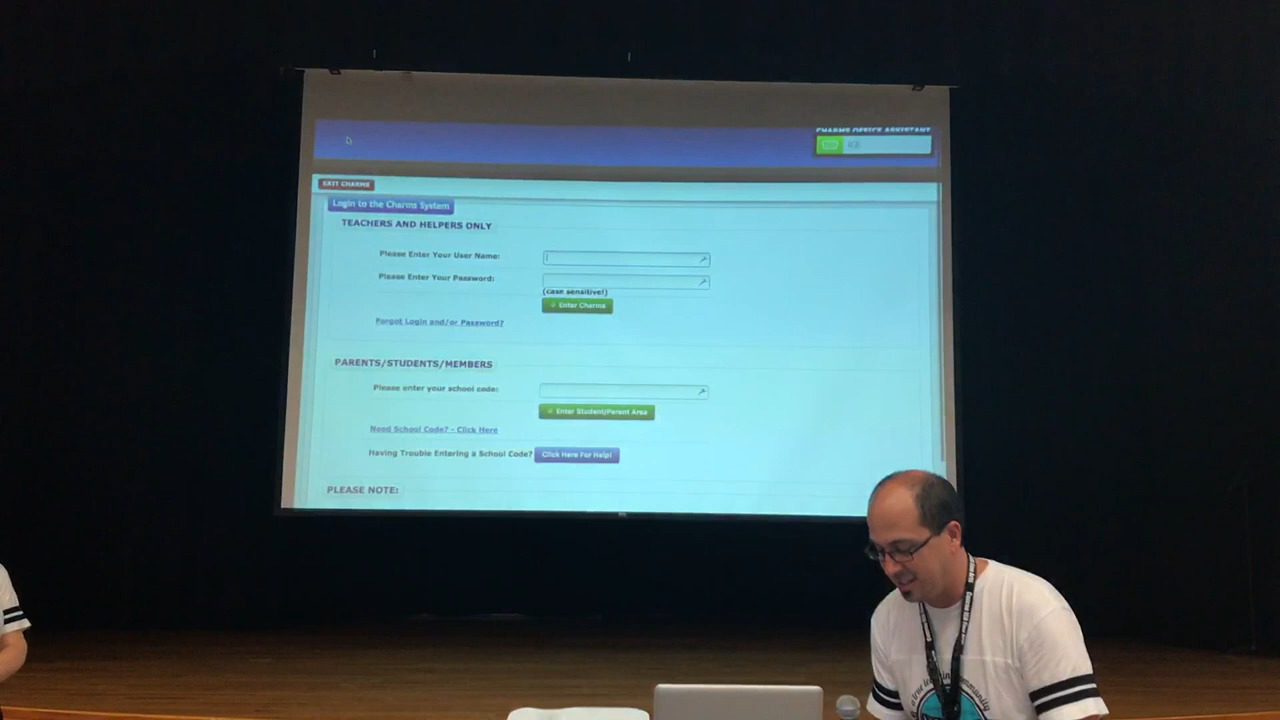 CHARMS OFFICE ASSISTANT
EXIT CHARMS
Login to the Charms System
TEACHERS AND HELPERS ONLY
Please Enter Your User Name:
Please Enter Your Password:
(case sensitive!)
Enter Charms
Forgot Login and/or Password?
PARENTS/STUDENTS/MEMBERS
Please enter your school code:
Enter Student/Parent Area
Need School Code? - Click Here
Having Trouble Entering a School Code? Click Here For Help!
PLEASE NOTE: